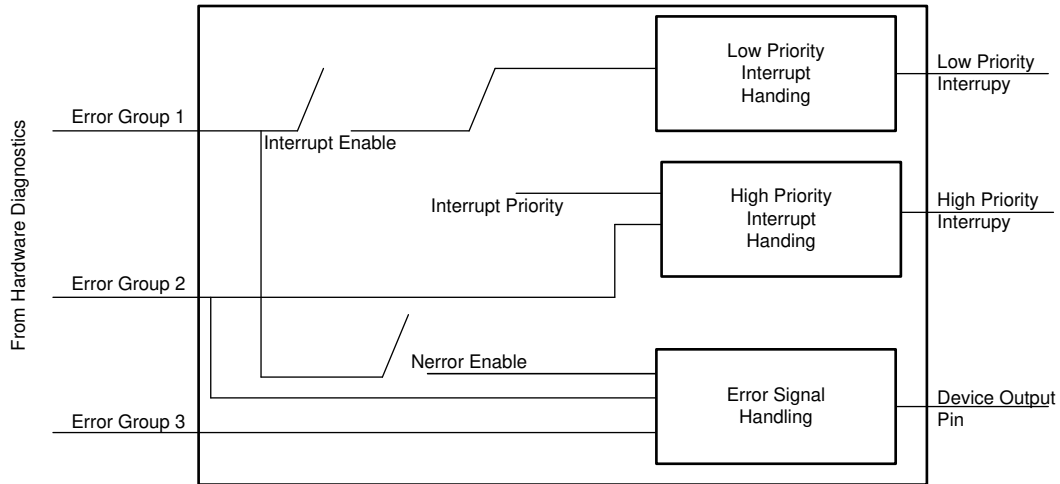 From Hardware Diagnostics
Error Group 1
Interrupt Enable
Low Priority
Interrupt
Handing
Low Priority
Interrupy
Interrupt Priority
High Priority
Interrupt
Handing
High Priority
Interrupy
Error Group 2
Nerror Enable
Error Signal
Handling
Device Output
Pin
Error Group 3